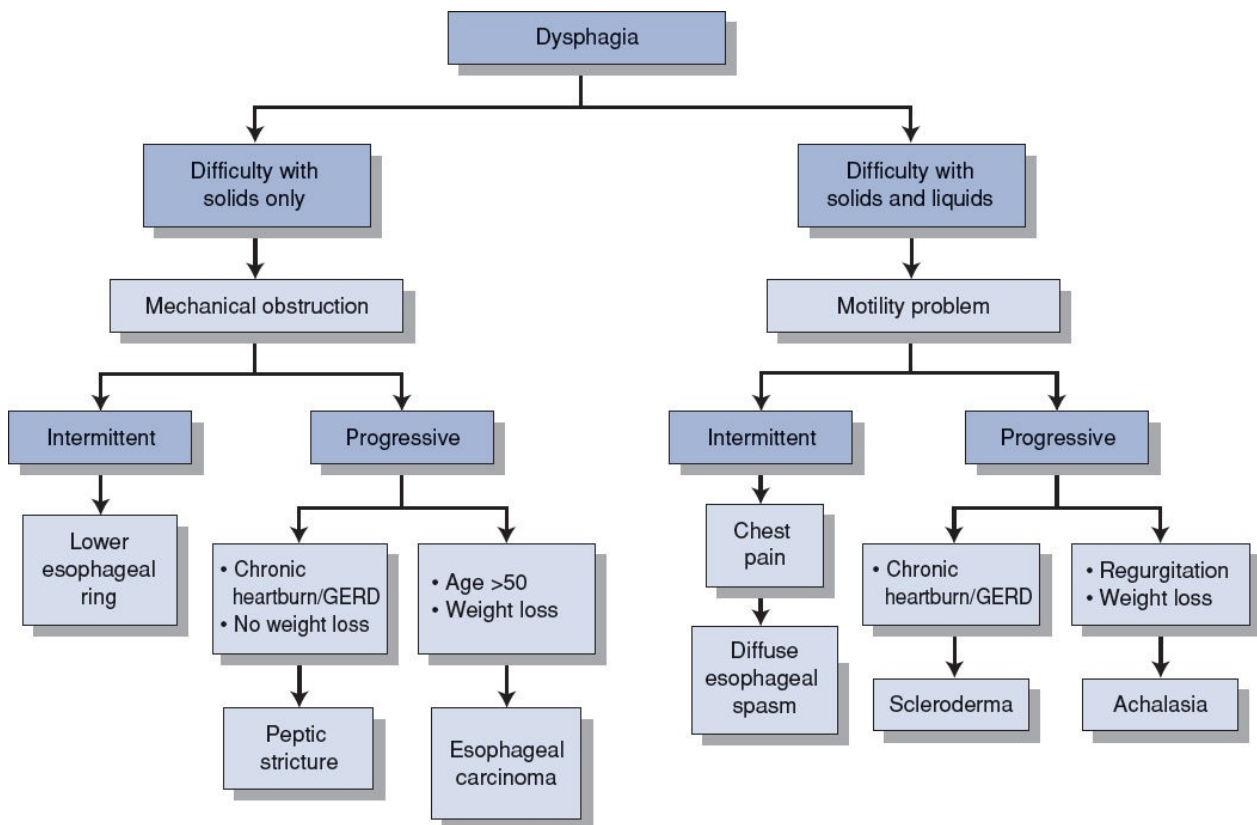 Dysphagia
Difficulty with
solids only
Difficulty with
solids and liquids
Mechanical obstruction
Motility problem
Intermittent
Progressive
Intermittent
Progressive
Lower
esophageal
ring
• Chronic
heartburn/GERD
• No weight loss
• Age >50
• Weight loss
Chest
pain
• Chronic
heartburn/GERD
• Regurgitation
• Weight loss
Peptic
stricture
Esophageal
carcinoma
Diffuse
esophageal
spasm
Scleroderma
Achalasia